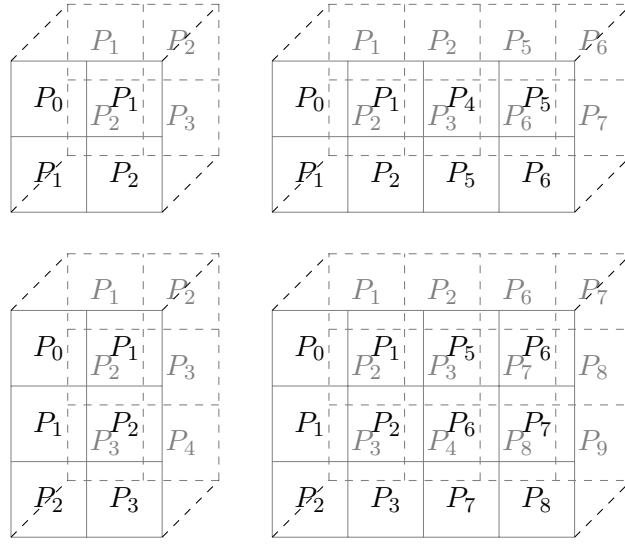 P₁ P₂ P₁ P₂ P₅ P₆
P₀ P₁ P₀ P₁ P₄ P₅
P₂ P₃ P₂ P₃ P₆ P₇
P₁ P₂ P₁ P₂ P₅ P₆
P₁ P₂ P₁ P₂ P₆ P₇
P₀ P₁ P₀ P₁ P₅ P₆
P₂ P₃ P₂ P₃ P₇ P₈
P₁ P₂ P₁ P₂ P₆ P₇
P₃ P₄ P₃ P₄ P₈ P₉
P₂ P₃ P₂ P₃ P₇ P₈